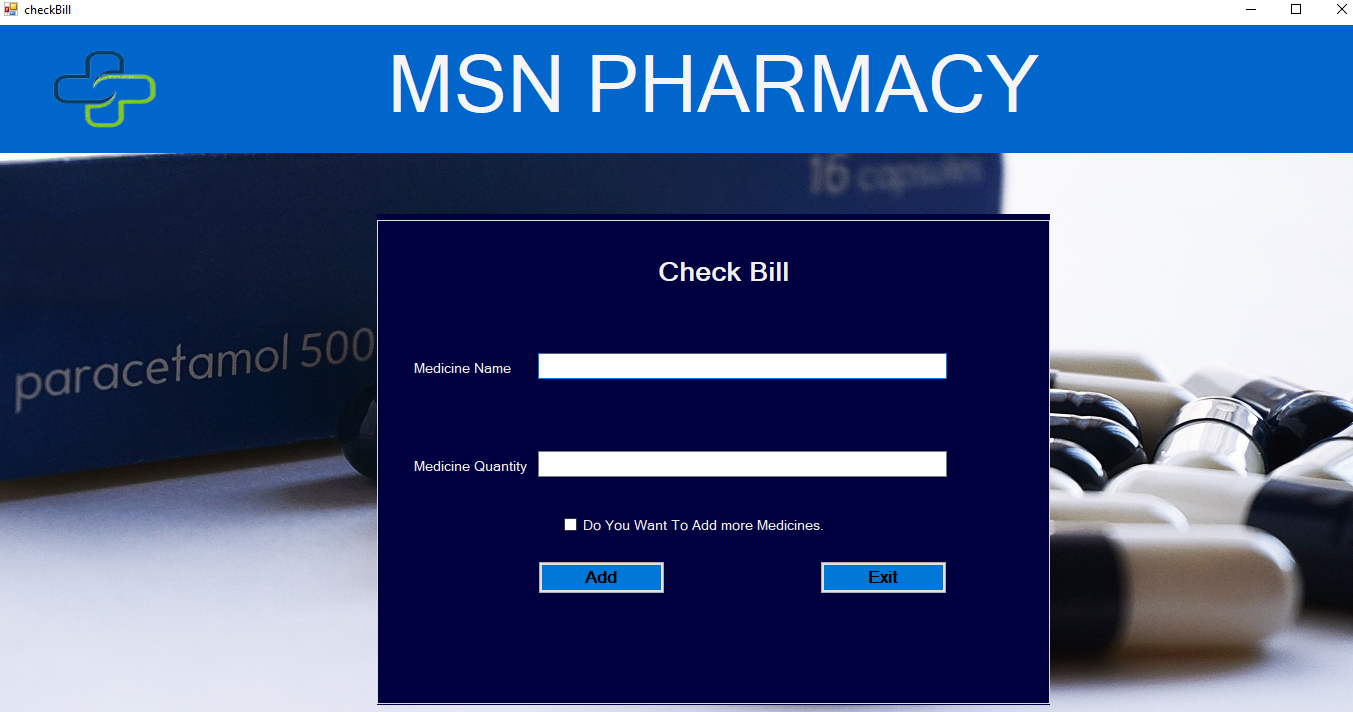 checkBill
MSN PHARMACY
16 capsules
Check Bill
paracetamol 500
Medicine Name
Medicine Quantity
Do You Want To Add more Medicines.
Add
Exit